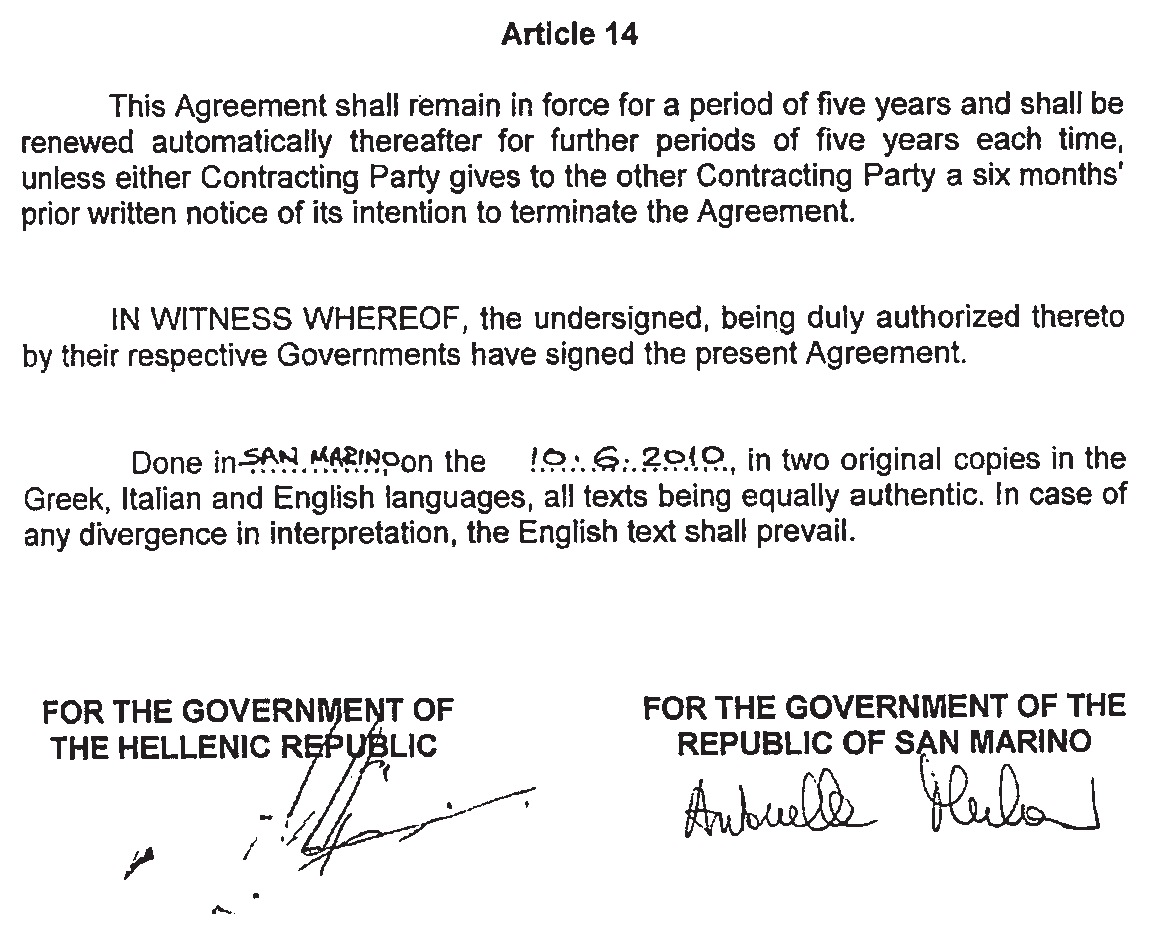 Article 14
This Agreement shall remain in force for a period of five years and shall be
renewed automatically thereafter for further periods of five years each time,
unless either Contracting Party gives to the other Contracting Party a six months'
prior written notice of its intention to terminate the Agreement.
IN WITNESS WHEREOF, the undersigned, being duly authorized thereto
by their respective Governments have signed the present Agreement.
Done in SAN MARINO on the 10.6.2010, in two original copies in the
Greek, Italian and English languages, all texts being equally authentic. In case of
any divergence in interpretation, the English text shall prevail.
FOR THE GOVERNMENT OF
THE HELLENIC REPUBLIC
FOR THE GOVERNMENT OF THE
REPUBLIC OF SAN MARINO